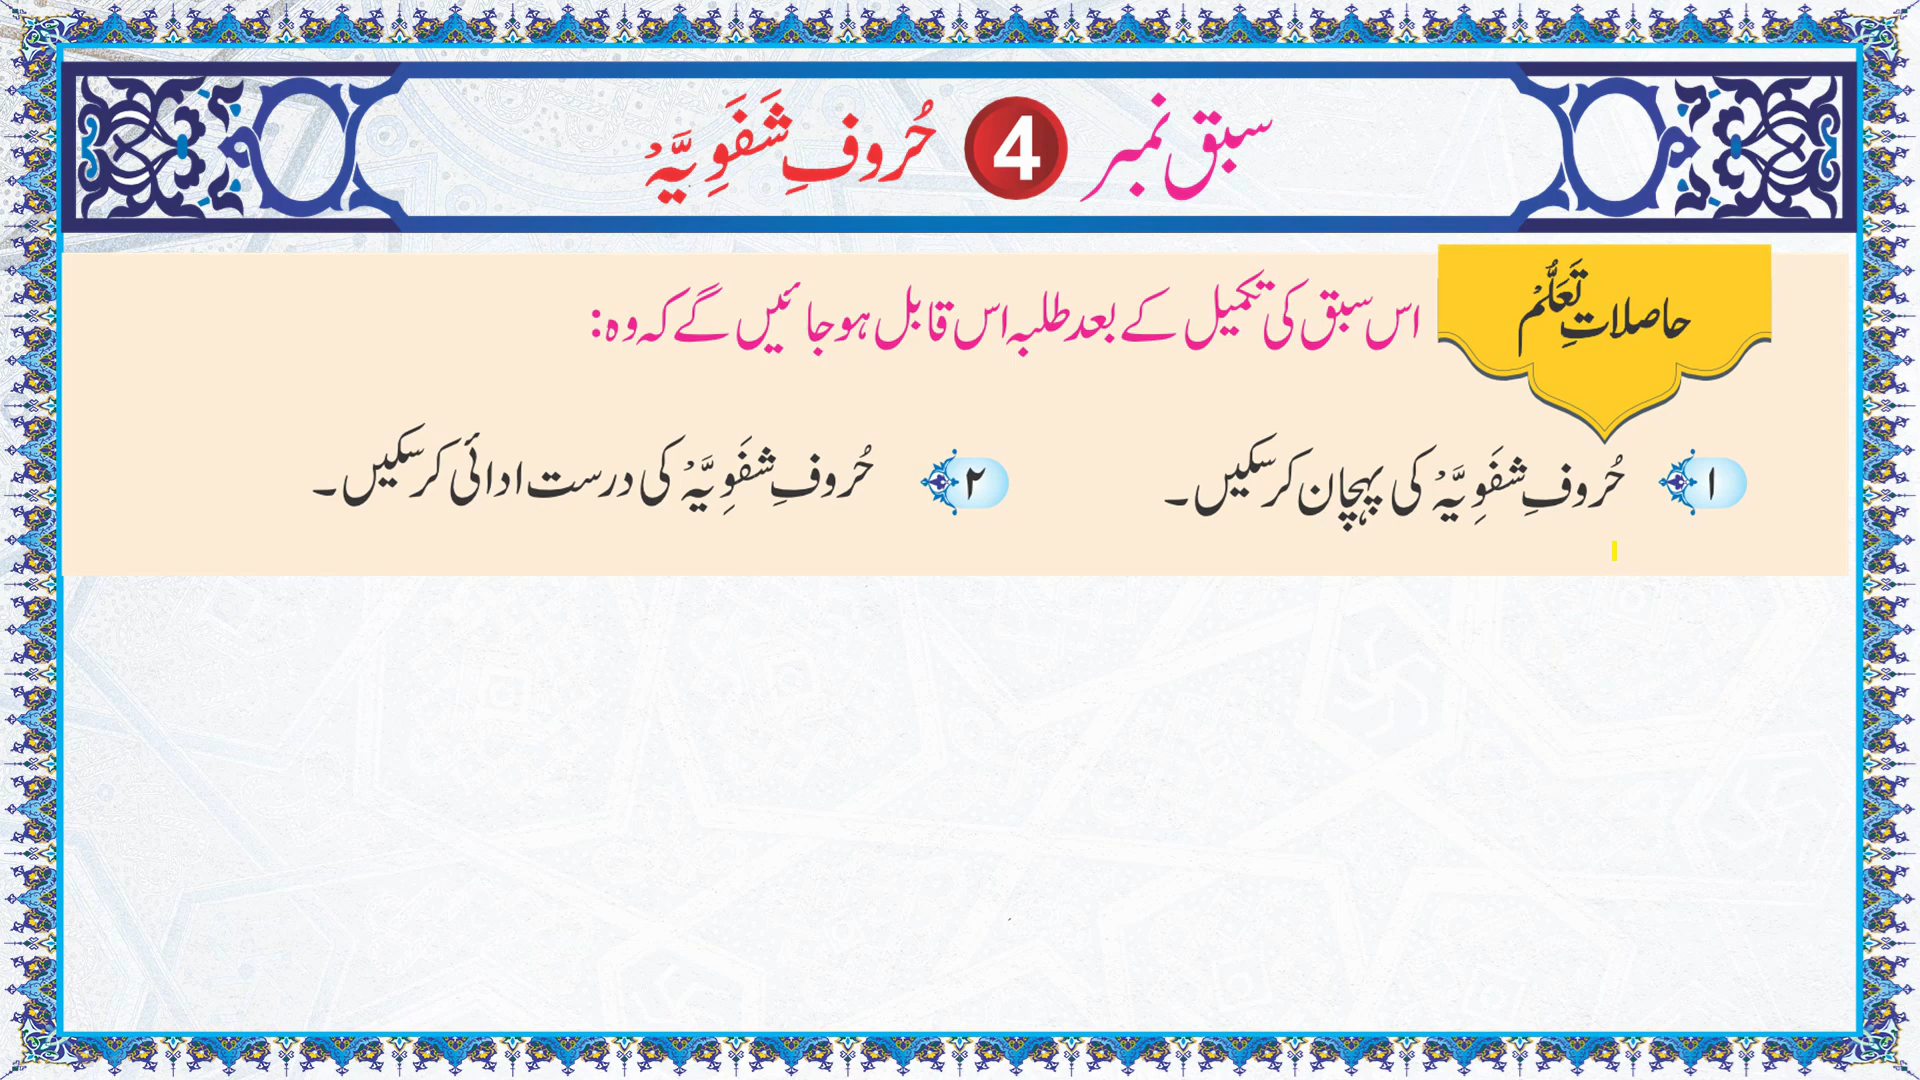 سبق نمبر 4 حُروفِ شَفَوِیَّہْ
حاصلاتِ تَعَلُّمْ
اس سبق کی تکمیل کے بعد طلبہ اس قابل ہو جائیں گے کہ وہ:
۱ حُروفِ شفَوِیَّہْ کی پہچان کر سکیں۔
۲ حُروفِ شفَوِیَّہْ کی درست ادائی کر سکیں۔